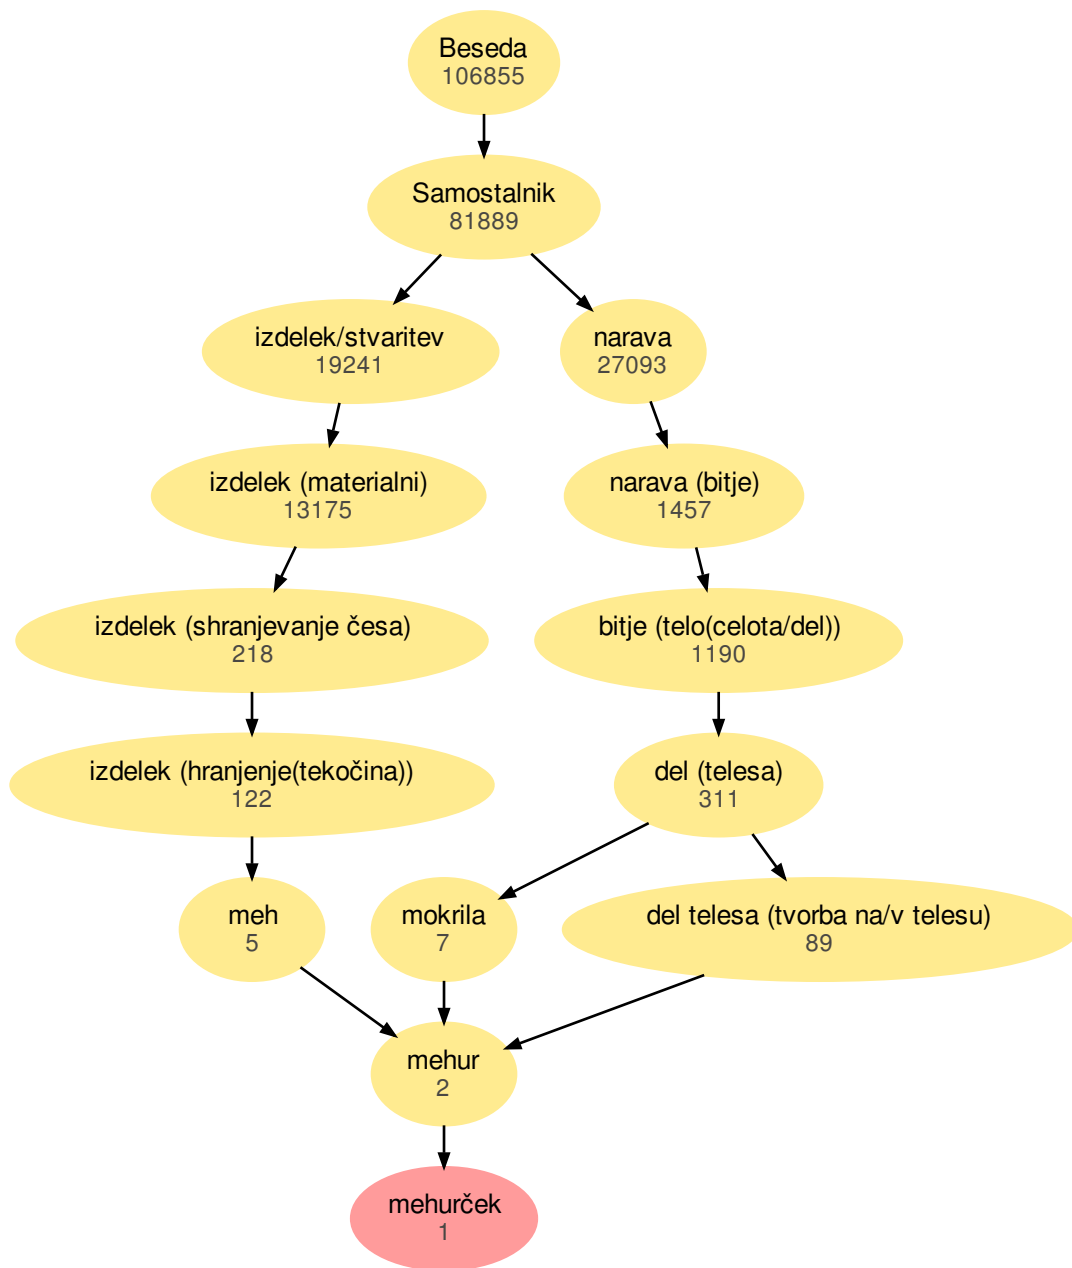 Beseda
106855
Samostalnik
81889
izdelek/stvaritev
19241
narava
27093
izdelek (materialni)
13175
narava (bitje)
1457
izdelek (shranjevanje česa)
218
bitje (telo(celota/del))
1190
izdelek (hranjenje(tekočina))
122
del (telesa)
311
meh
5
mokrila
7
del telesa (tvorba na/v telesu)
89
mehur
2
mehurček
1